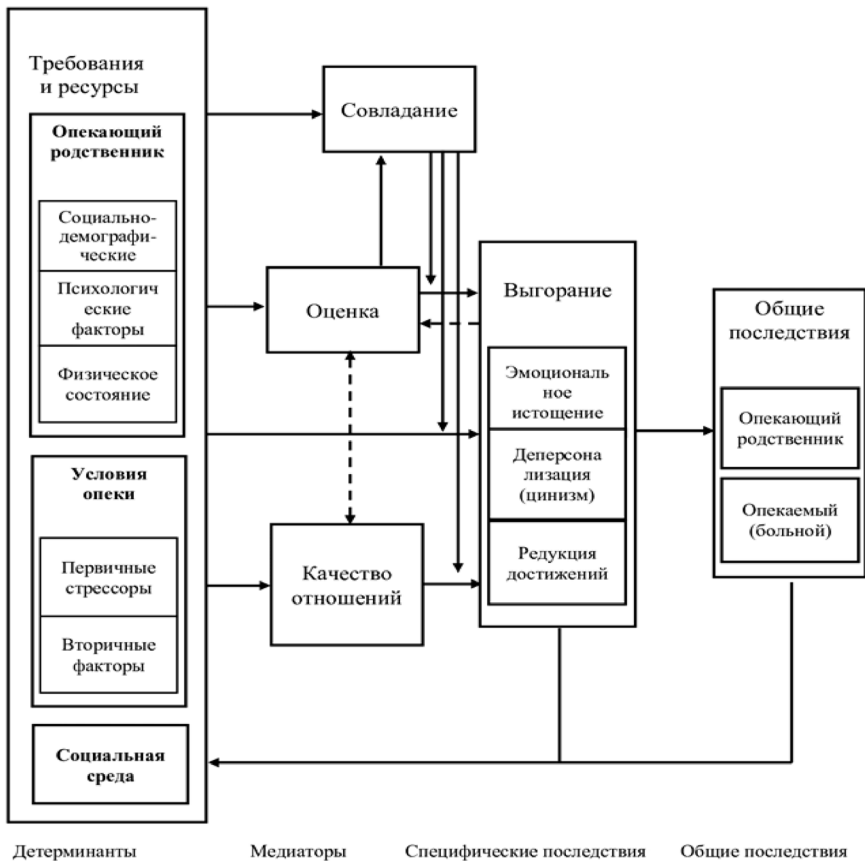 Требования
и ресурсы
Опекающий
родственник
Социально-
демографи-
ческие
Психологич
еские
факторы
Физическое
состояние
Условия
опеки
Первичные
стрессоры
Вторичные
факторы
Социальная
среда
Совладание
Оценка
Качество
отношений
Выгорание
Эмоциональ
ное
истощение
Деперсона
лизация
(цинизм)
Редукция
достижений
Общие
последствия
Опекающий
родственник
Опекаемый
(больной)
Детерминанты
Медиаторы
Специфические последствия
Общие последствия